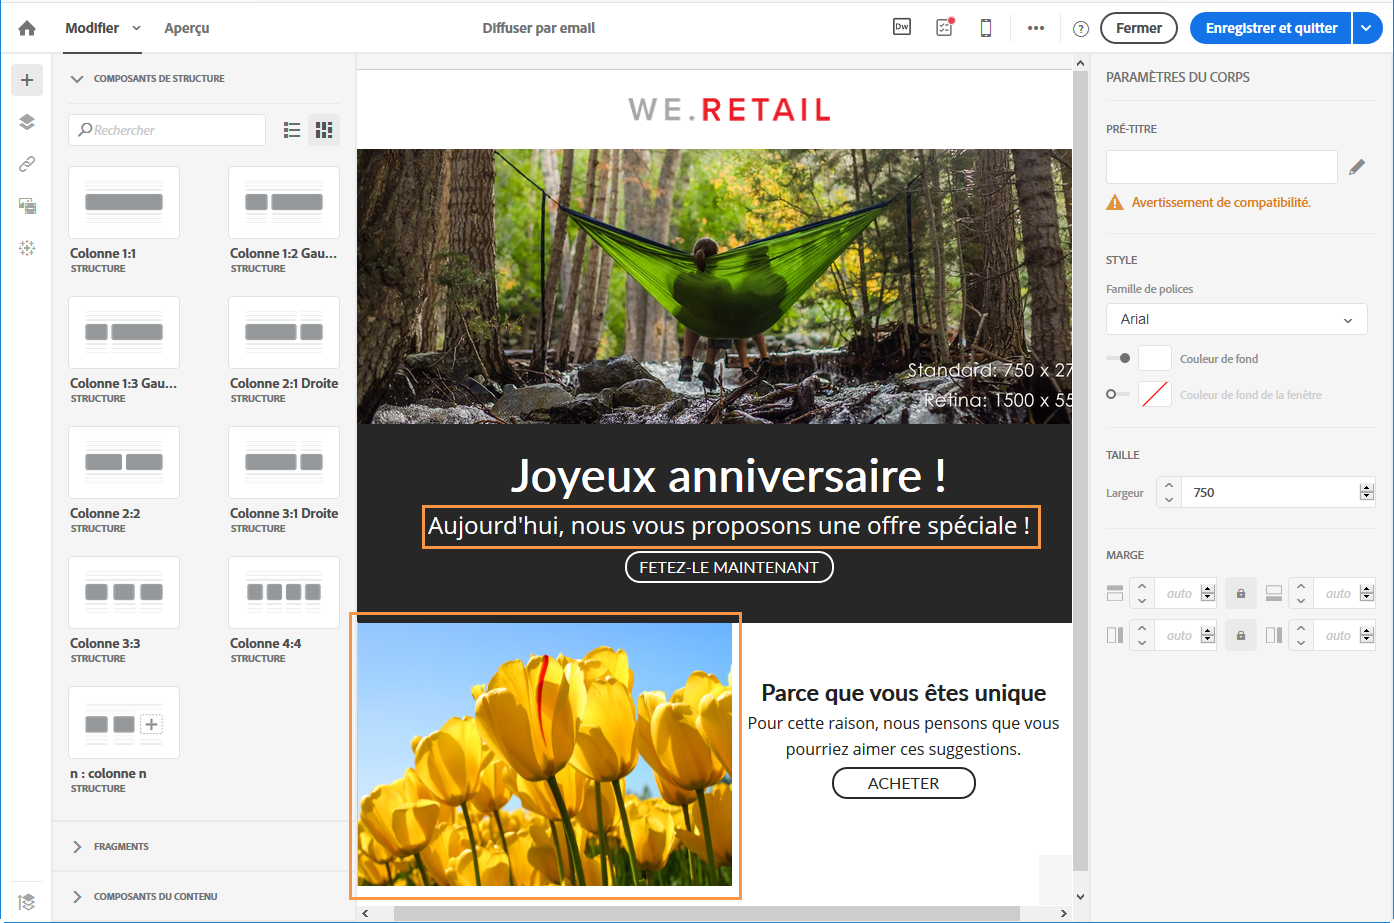 Modifier
Aperçu
Diffuser par email
Dw
?
Fermer
Enregistrer et quitter
COMPOSANTS DE STRUCTURE
Rechercher
Colonne 1:1
STRUCTURE
Colonne 1:2 Gau...
STRUCTURE
Colonne 1:3 Gau...
STRUCTURE
Colonne 2:1 Droite
STRUCTURE
Colonne 2:2
STRUCTURE
Colonne 3:1 Droite
STRUCTURE
Colonne 3:3
STRUCTURE
Colonne 4:4
STRUCTURE
n : colonne n
STRUCTURE
FRAGMENTS
COMPOSANTS DU CONTENU
WE.RETAIL
Standard: 750 x 27
Retina: 1500 x 55
Joyeux anniversaire !
Aujourd'hui, nous vous proposons une offre spéciale !
FETEZ-LE MAINTENANT
Parce que vous êtes unique
Pour cette raison, nous pensons que vous
pourriez aimer ces suggestions.
ACHETER
PARAMÈTRES DU CORPS
PRÉ-TITRE
Avertissement de compatibilité.
STYLE
Famille de polices
Arial
Couleur de fond
Couleur de fond de la fenêtre
TAILLE
Largeur
750
MARGE
auto
auto
auto
auto